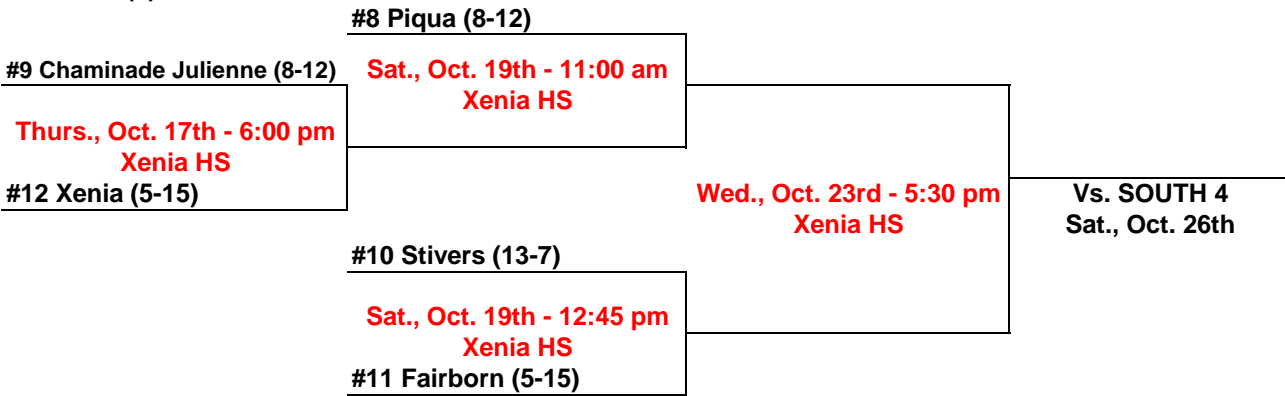 #8 Piqua (8-12)
#9 Chaminade Julienne (8-12)
Sat., Oct. 19th - 11:00 am
Xenia HS
Thurs., Oct. 17th - 6:00 pm
Xenia HS
#12 Xenia (5-15)
Wed., Oct. 23rd - 5:30 pm
Xenia HS
Vs. SOUTH 4
Sat., Oct. 26th
#10 Stivers (13-7)
Sat., Oct. 19th - 12:45 pm
Xenia HS
#11 Fairborn (5-15)